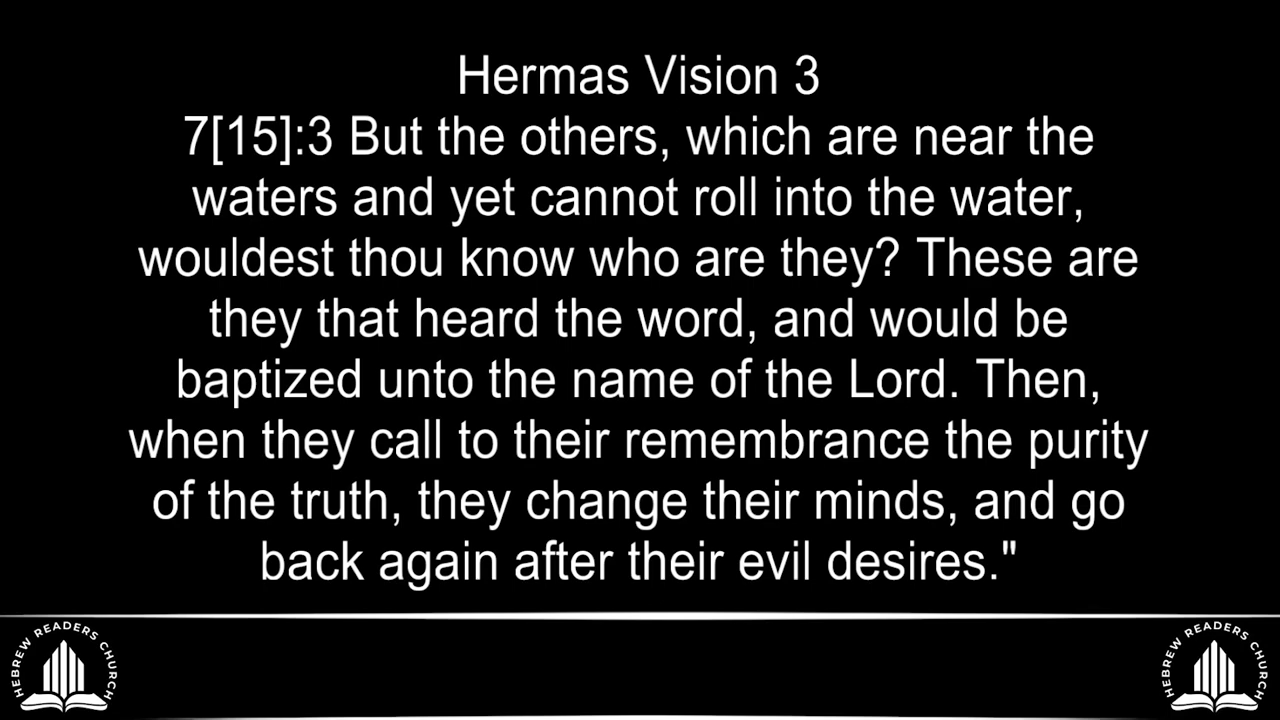 Hermas Vision 3
7[15]:3 But the others, which are near the
waters and yet cannot roll into the water,
wouldest thou know who are they? These are
they that heard the word, and would be
baptized unto the name of the Lord. Then,
when they call to their remembrance the purity
of the truth, they change their minds, and go
back again after their evil desires."
HEBREW READERS CHURCH
HEBREW READERS CHURCH